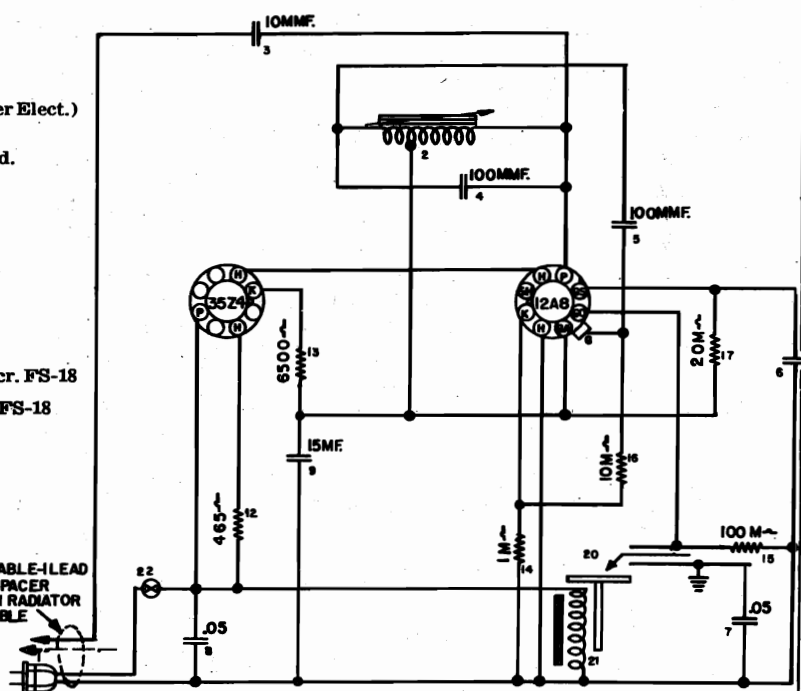 er Elect.)
d.
cr. FS-18
FS-18
10MMF.
3
2
100MMF.
4
100MMF.
5
H
K
P
H
35Z4
H
P
K
H
G
12A8
6500~
13
20M~
17
6
15MF.
9
10M~
16
465~
12
1M~
14
100 M~
15
20
22
.05
8
21
.05
7
ABLE-1 LEAD
PACER
N RADIATOR
BLE